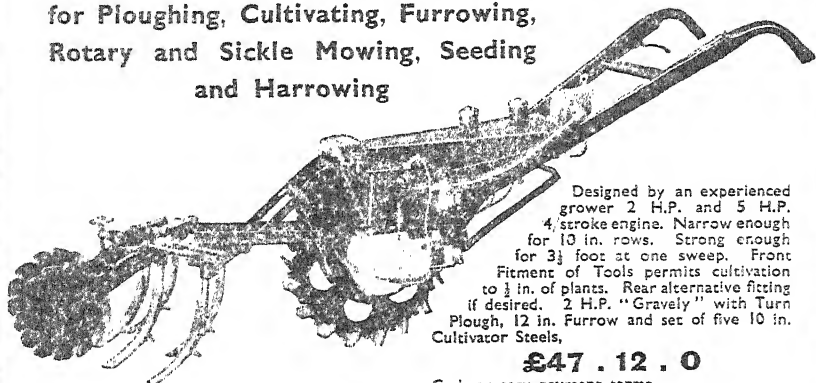 for Ploughing, Cultivating, Furrowing,
Rotary and Sickle Mowing, Seeding
and Harrowing
Designed by an experienced
grower 2 H.P. and 5 H.P.
4/stroke engine. Narrow enough
for 10 in. rows. Strong enough
for 3½ foot at one sweep. Front
Fitment of Tools permits cultivation
to ½ in. of plants. Rear alternative fitting
if desired. 2 H.P. "Gravely" with Turn
Plough, 12 in. Furrow and set of five 10 in.
Cultivator Steels,
£47 . 12 . 0